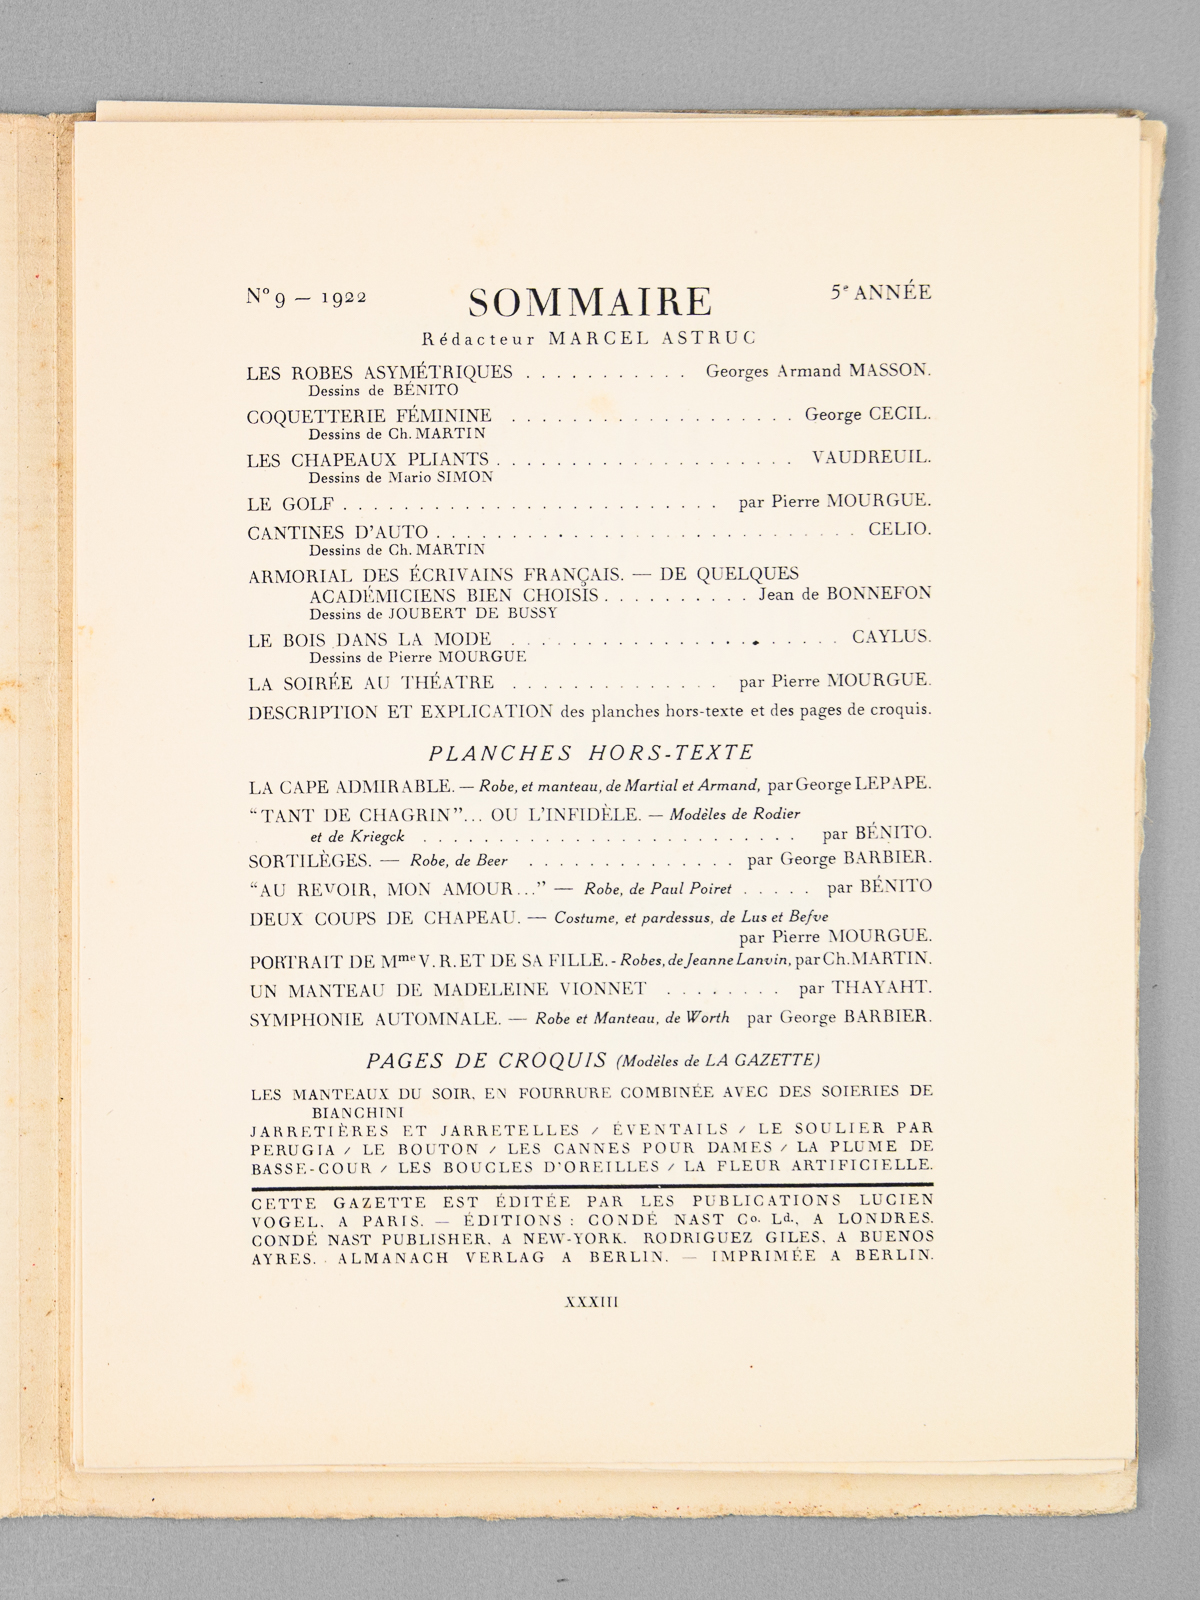 Nº 9 — 1922 SOMMAIRE 5e ANNÉE
Rédacteur MARCEL ASTRUC
LES ROBES ASYMÉTRIQUES . . . . . . . . . . . Georges Armand MASSON.
Dessins de BÉNITO
COQUETTERIE FÉMININE . . . . . . . . . . . . . . . . . . . George CECIL.
Dessins de Ch. MARTIN
LES CHAPEAUX PLIANTS . . . . . . . . . . . . . . . . . . . . VAUDREUIL.
Dessins de Mario SIMON
LE GOLF . . . . . . . . . . . . . . . . . . . . . . . . . par Pierre MOURGUE.
CANTINES D'AUTO . . . . . . . . . . . . . . . . . . . . . . . . . . . . CELIO.
Dessins de Ch. MARTIN
ARMORIAL DES ÉCRIVAINS FRANÇAIS. — DE QUELQUES
ACADÉMICIENS BIEN CHOISIS . . . . . . . . . . Jean de BONNEFON
Dessins de JOUBERT DE BUSSY
LE BOIS DANS LA MODE . . . . . . . . . . . . . . . . . . . . . . CAYLUS.
Dessins de Pierre MOURGUE
LA SOIRÉE AU THÉATRE . . . . . . . . . . . . . . par Pierre MOURGUE.
DESCRIPTION ET EXPLICATION des planches hors-texte et des pages de croquis.
PLANCHES HORS-TEXTE
LA CAPE ADMIRABLE. — Robe, et manteau, de Martial et Armand, par George LEPAPE.
“TANT DE CHAGRIN”... OU L'INFIDÈLE. — Modèles de Rodier
et de Kriegck . . . . . . . . . . . . . . . . . . . . . . . . . par BÉNITO.
SORTILÈGES. — Robe, de Beer . . . . . . . . . . . . . . par George BARBIER.
“AU REVOIR, MON AMOUR...” — Robe, de Paul Poiret . . . . . par BÉNITO
DEUX COUPS DE CHAPEAU. — Costume, et pardessus, de Lus et Befve
par Pierre MOURGUE.
PORTRAIT DE Mme V. R. ET DE SA FILLE. - Robes, de Jeanne Lanvin, par Ch. MARTIN.
UN MANTEAU DE MADELEINE VIONNET . . . . . . . . par THAYAHT.
SYMPHONIE AUTOMNALE. — Robe et Manteau, de Worth par George BARBIER.
PAGES DE CROQUIS (Modèles de LA GAZETTE)
LES MANTEAUX DU SOIR, EN FOURRURE COMBINÉE AVEC DES SOIERIES DE
BIANCHINI
JARRETIÈRES ET JARRETELLES / ÉVENTAILS / LE SOULIER PAR
PERUGIA / LE BOUTON / LES CANNES POUR DAMES / LA PLUME DE
BASSE-COUR / LES BOUCLES D'OREILLES / LA FLEUR ARTIFICIELLE.
CETTE GAZETTE EST ÉDITÉE PAR LES PUBLICATIONS LUCIEN
VOGEL, A PARIS. — ÉDITIONS : CONDÉ NAST Co. Ld., A LONDRES.
CONDÉ NAST PUBLISHER, A NEW-YORK. RODRIGUEZ GILES, A BUENOS
AYRES. . ALMANACH VERLAG A BERLIN. — IMPRIMÉE A BERLIN.
XXXIII